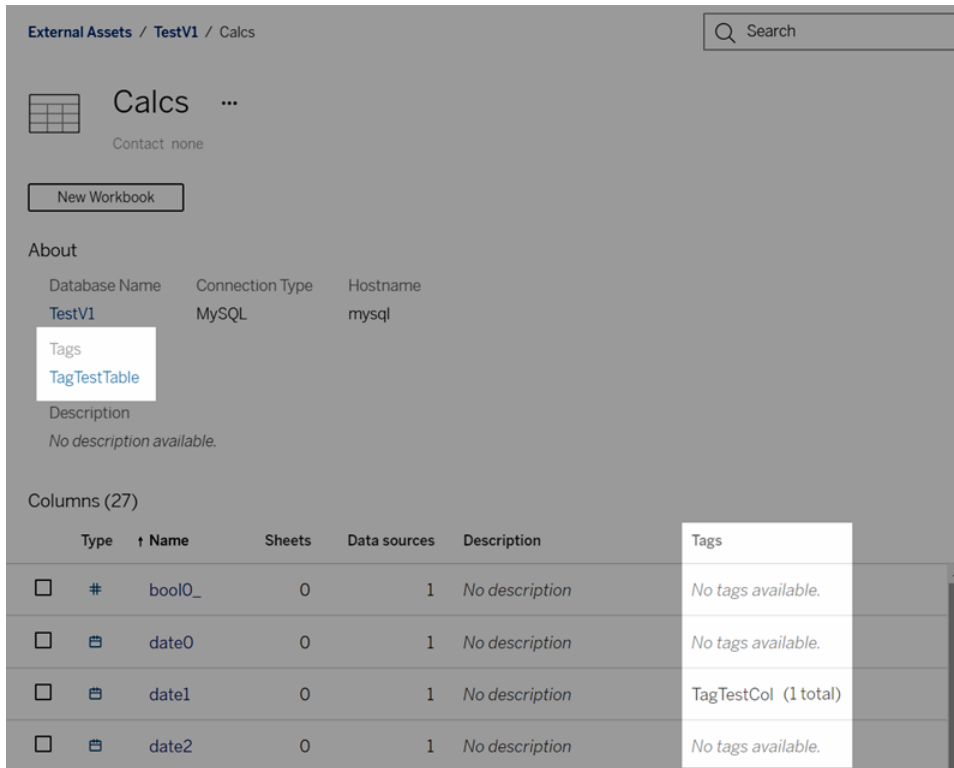 External Assets / TestV1 / Calcs
Search
Calcs ...
Contact none
New Workbook
About
Database Name Connection Type Hostname
TestV1 MySQL mysql
Tags
TagTestTable
Description
No description available.
Columns (27)
Type ↑ Name Sheets Data sources Description Tags
# bool0_ 0 1 No description No tags available.
date0 0 1 No description No tags available.
date1 0 1 No description TagTestCol (1 total)
date2 0 1 No description No tags available.